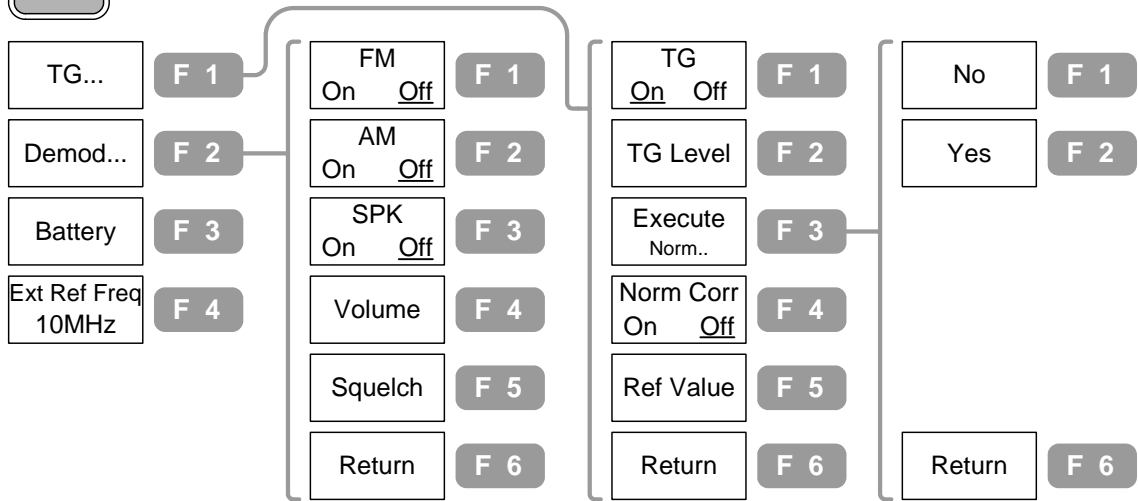 TG...
F 1
Demod...
F 2
Battery
F 3
Ext Ref Freq
10MHz
F 4
FM
On Off
F 1
AM
On Off
F 2
SPK
On Off
F 3
Volume
F 4
Squelch
F 5
Return
F 6
TG
On Off
F 1
TG Level
F 2
Execute
Norm..
F 3
Norm Corr
On Off
F 4
Ref Value
F 5
Return
F 6
No
F 1
Yes
F 2
Return
F 6